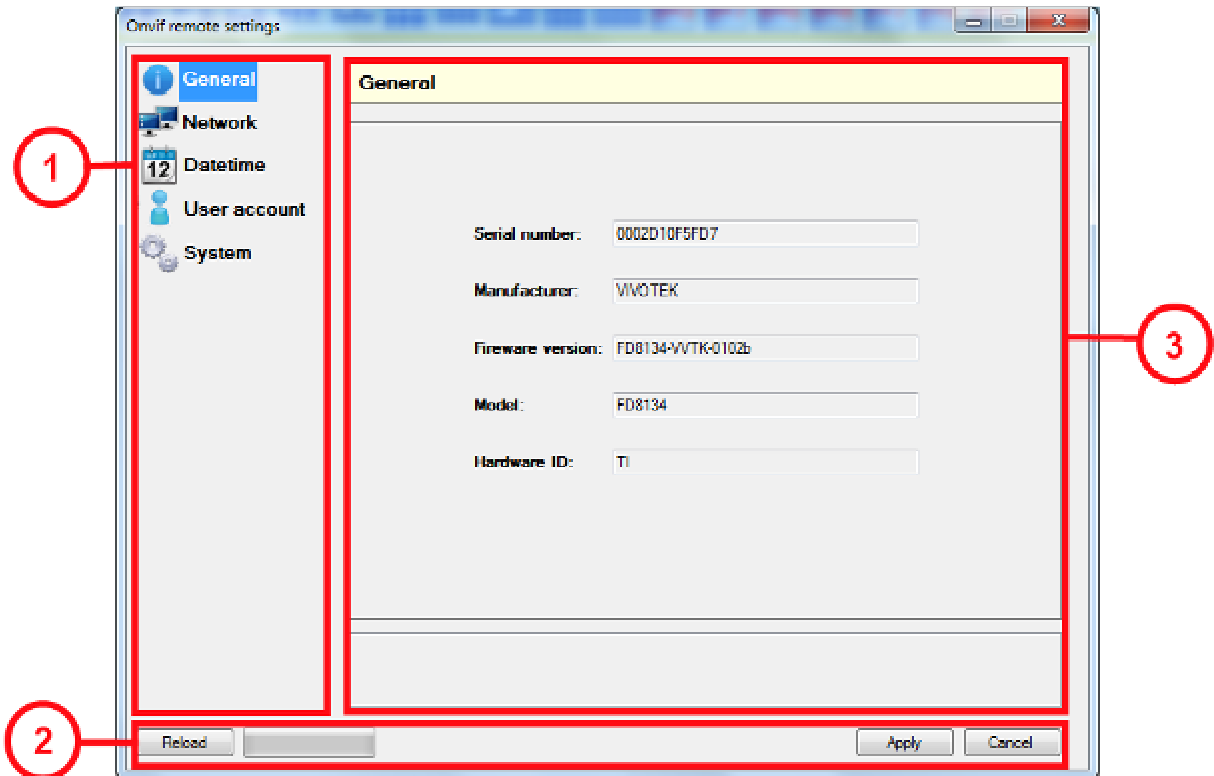 Onvif remote settings
General
Network
12
Datetime
User account
System
General
Serial number: 0002D10F5FD7
Manufacturer: VIVOTEK
Fireware version: FD8134-VVTK-0102b
Model: FD8134
Hardware ID: TI
Reload
Apply
Cancel
1
2
3